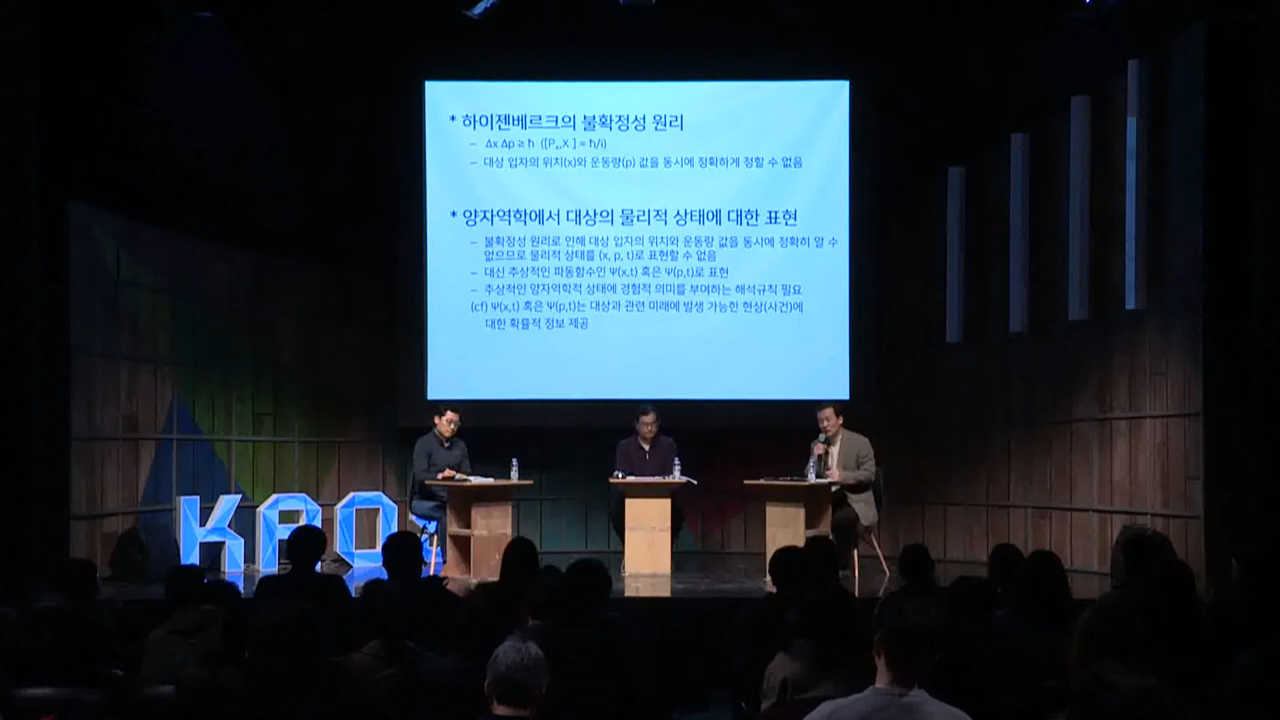 * 하이젠베르크의 불확정성 원리
– Δx Δp ≥ ħ ([Pₓ,X ] = ħ/i)
– 대상 입자의 위치(x)와 운동량(p) 값을 동시에 정확하게 정할 수 없음
* 양자역학에서 대상의 물리적 상태에 대한 표현
– 불확정성 원리로 인해 대상 입자의 위치와 운동량 값을 동시에 정확히 알 수
없으므로 물리적 상태를 (x, p, t)로 표현할 수 없음
– 대신 추상적인 파동함수인 Ψ(x,t) 혹은 Ψ(p,t)로 표현
– 추상적인 양자역학적 상태에 경험적 의미를 부여하는 해석규칙 필요
(cf) Ψ(x,t) 혹은 Ψ(p,t)는 대상과 관련 미래에 발생 가능한 현상(사건)에
대한 확률적 정보 제공
KAO